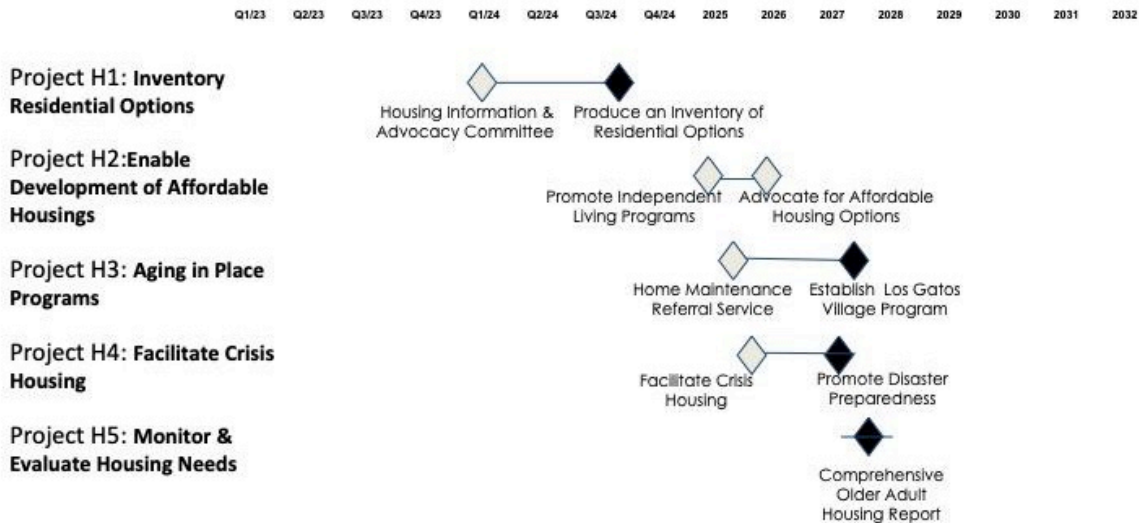 Q1/23 Q2/23 Q3/23 Q4/23 Q1/24 Q2/24 Q3/24 Q4/24 2025 2026 2027 2028 2029 2030 2031 2032
Project H1: Inventory
Residential Options
Housing Information &
Advocacy Committee
Produce an Inventory of
Residential Options
Project H2:Enable
Development of Affordable
Housings
Promote Independent
Living Programs
Advocate for Affordable
Housing Options
Project H3: Aging in Place
Programs
Home Maintenance
Referral Service
Establish Los Gatos
Village Program
Project H4: Facilitate Crisis
Housing
Facilitate Crisis
Housing
Promote Disaster
Preparedness
Project H5: Monitor &
Evaluate Housing Needs
Comprehensive
Older Adult
Housing Report